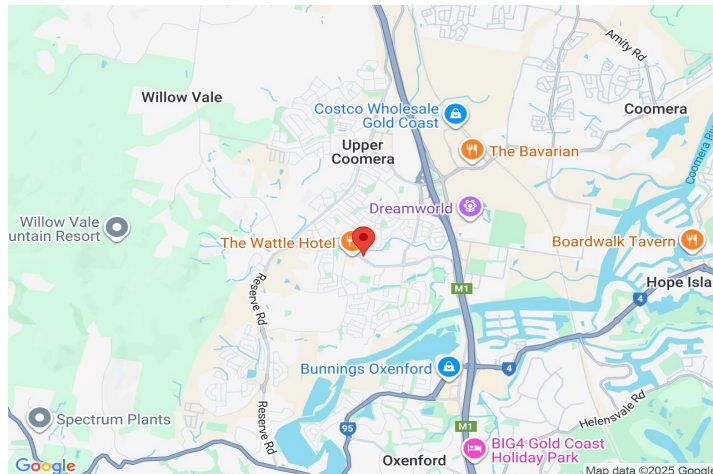 Amity Rd
Willow Vale
Costco Wholesale
Gold Coast
Coomera
Upper
Coomera
The Bavarian
Coomera Riv
Dreamworld
Willow Vale
untain Resort
The Wattle Hotel
Boardwalk Tavern
Reserve Rd
M1
Hope Isla
4
Bunnings Oxenford
4
Spectrum Plants
Reserve Rd
95
M1
Helensvale Rd
BIG4 Gold Coast
Holiday Park
Oxenford
Google
Map data ©2025 Google